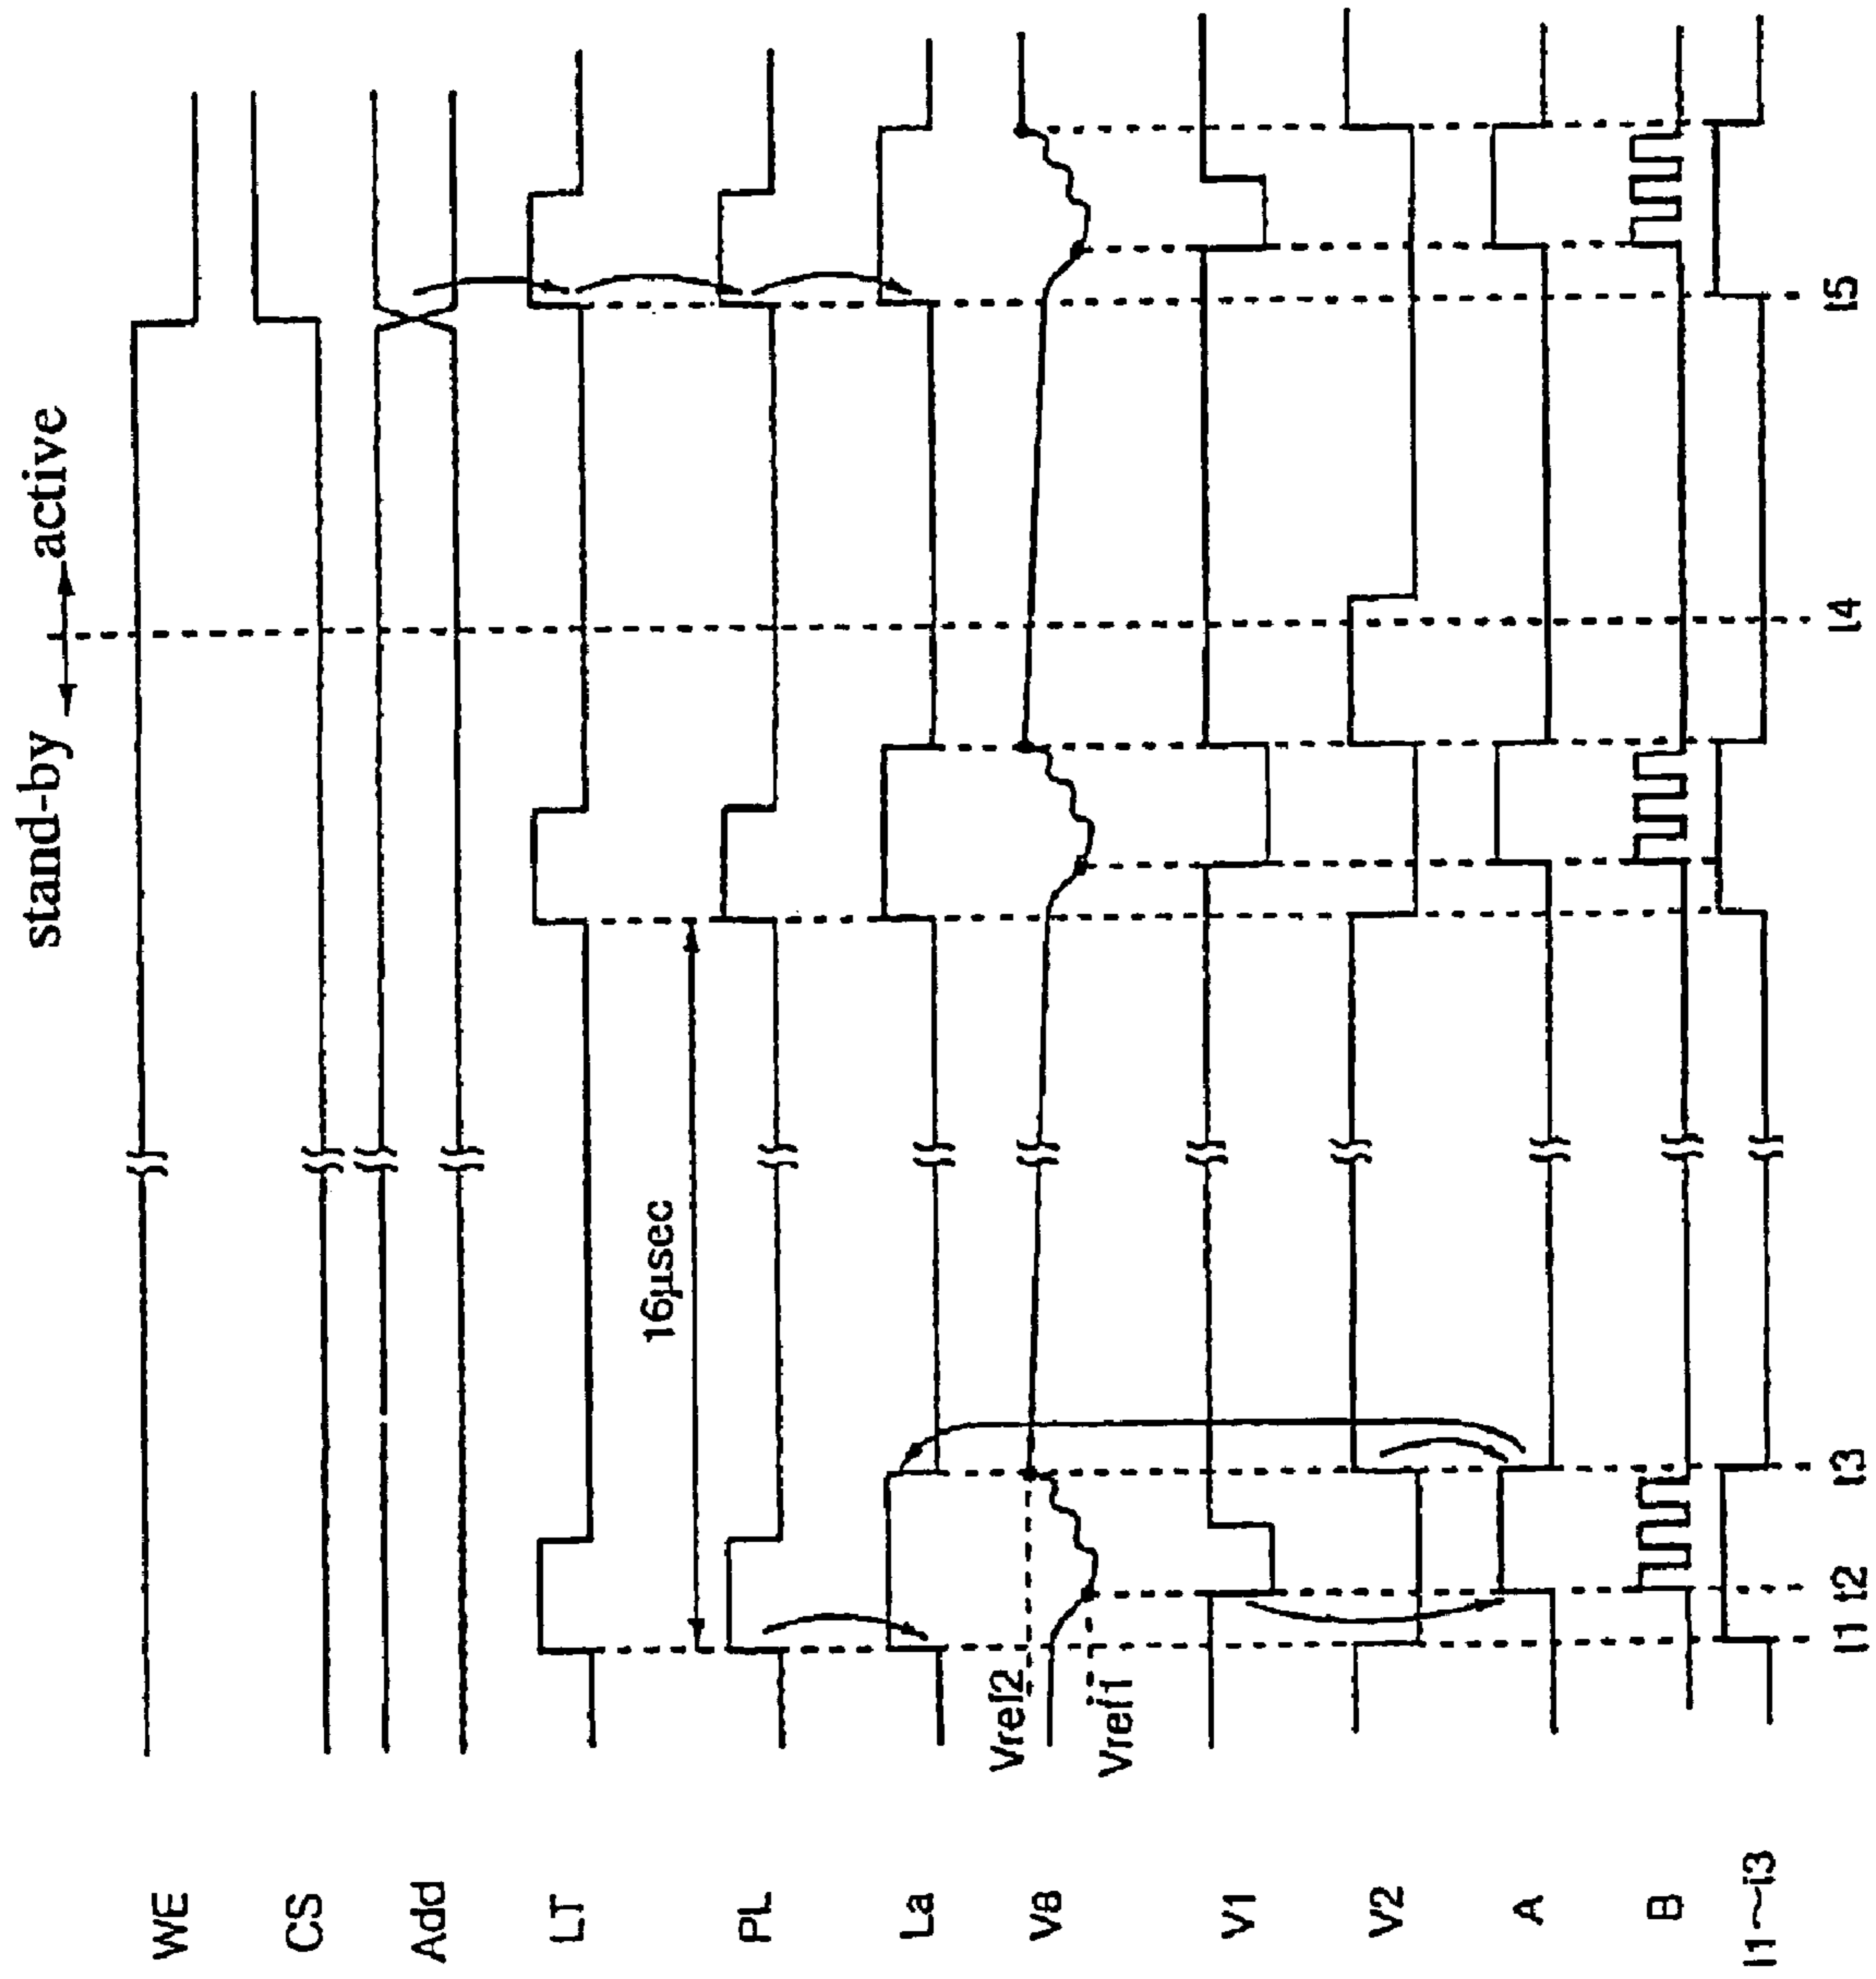 stand-by
active
WE
CS
Add
LT
16μsec
PL
La
Vref2
V8
Vref1
V1
V2
A
B
I1~I3
t1
t2
t3
t4
t5